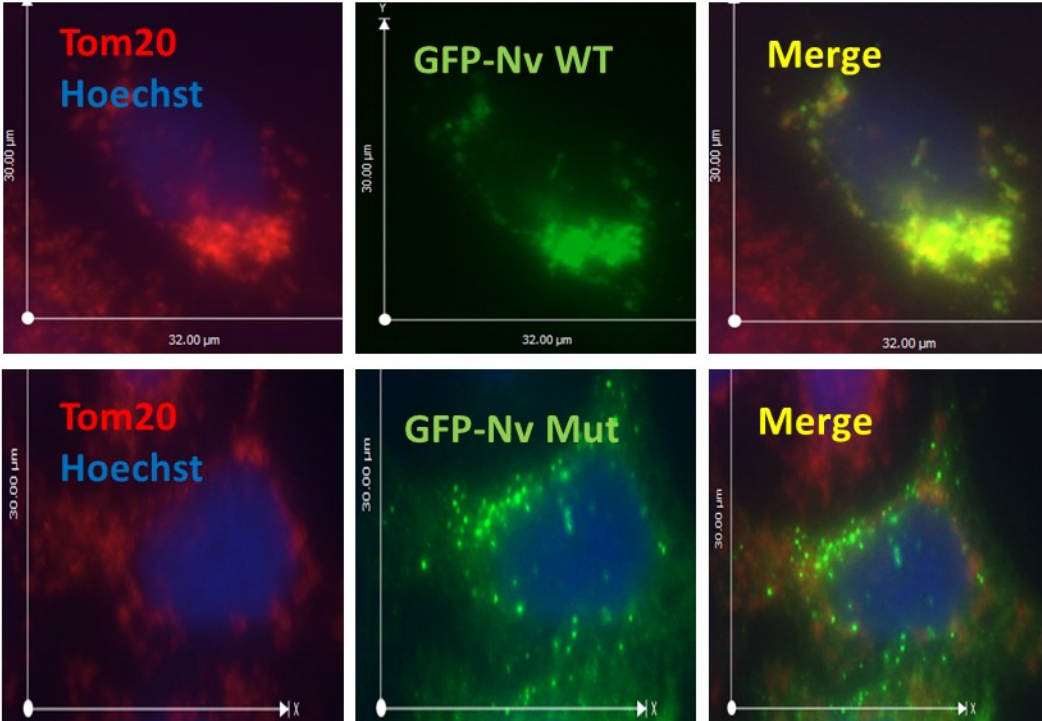 Tom20
Hoechst
30.00 µm
32.00 µm
GFP-Nv WT
Y
30.00 µm
32.00 µm
Merge
30.00 µm
32.00 µm
Tom20
Hoechst
30.00 µm
X
GFP-Nv Mut
30.00 µm
X
Merge
30.00 µm
X